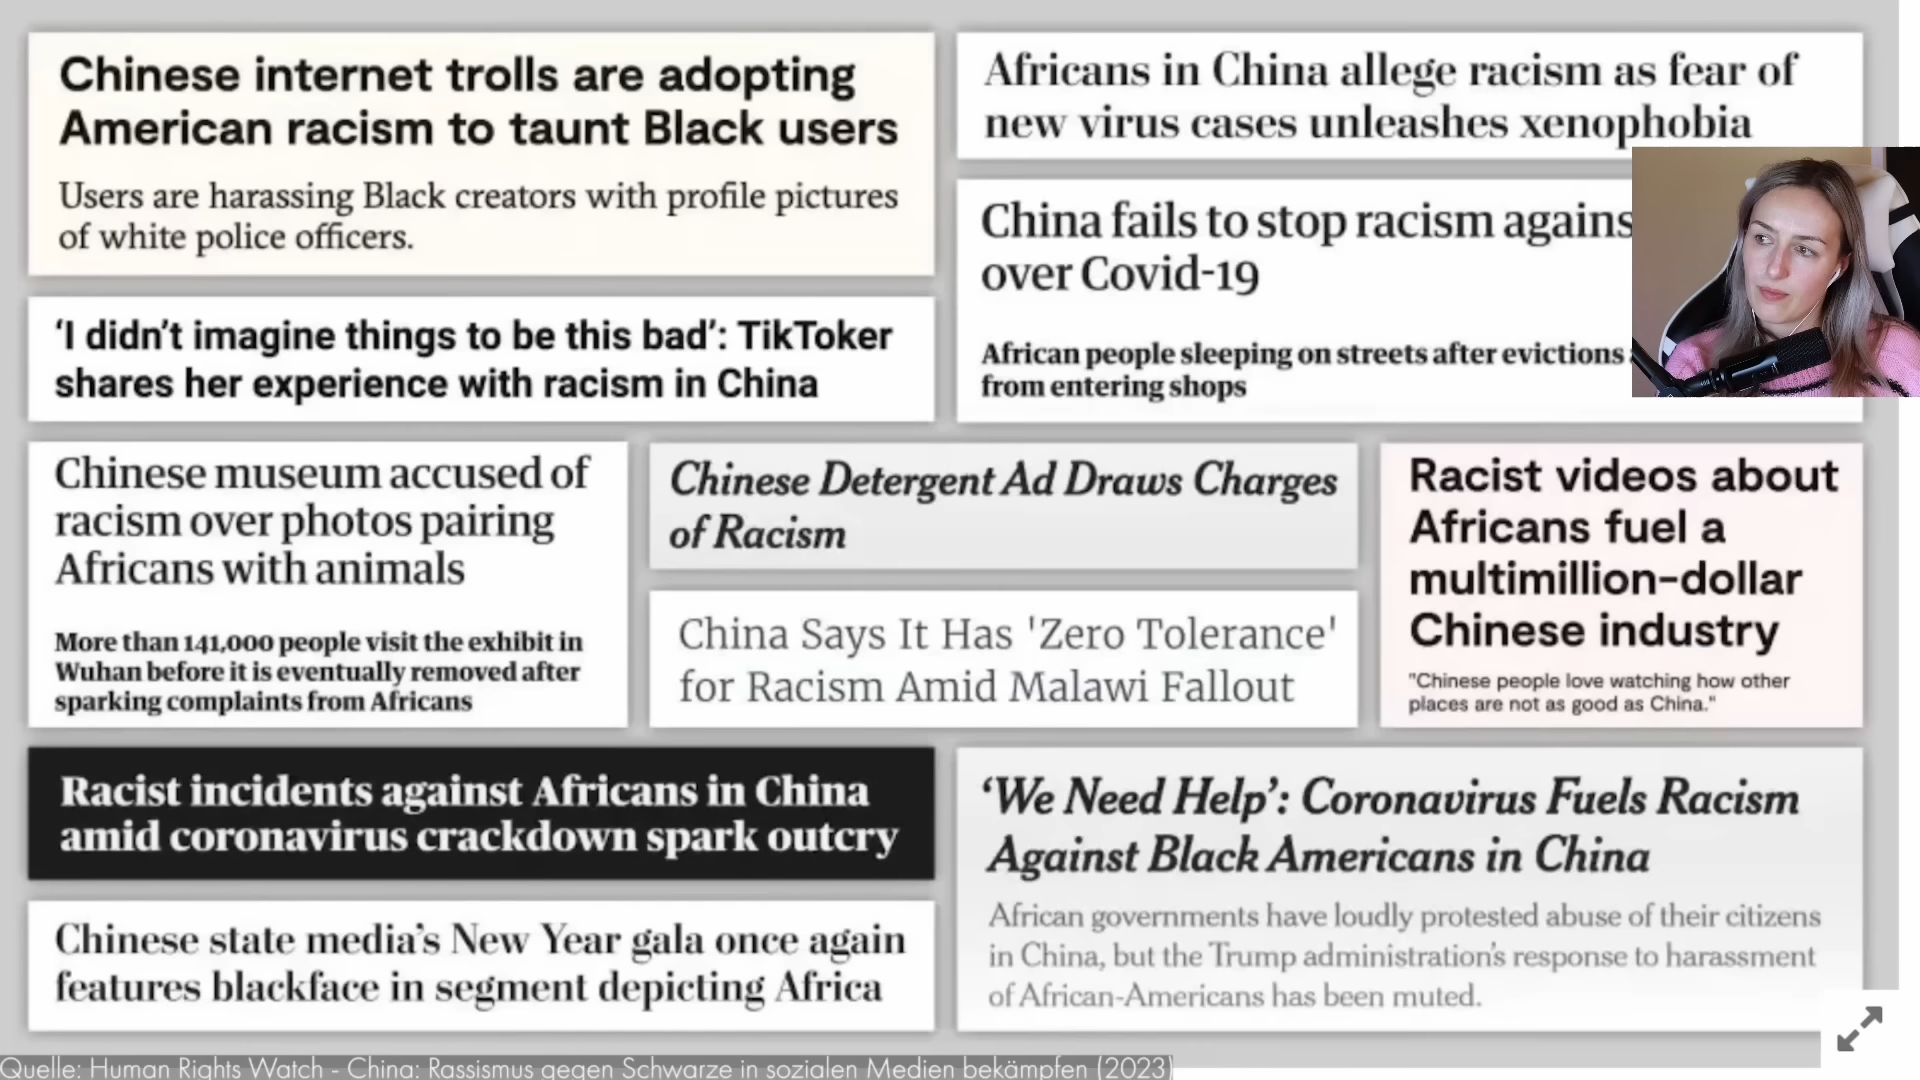 Chinese internet trolls are adopting
American racism to taunt Black users
Users are harassing Black creators with profile pictures
of white police officers.
Africans in China allege racism as fear of
new virus cases unleashes xenophobia
China fails to stop racism agains
over Covid-19
African people sleeping on streets after evictions
from entering shops
'I didn't imagine things to be this bad': TikToker
shares her experience with racism in China
Chinese museum accused of
racism over photos pairing
Africans with animals
More than 141,000 people visit the exhibit in
Wuhan before it is eventually removed after
sparking complaints from Africans
Chinese Detergent Ad Draws Charges
of Racism
China Says It Has 'Zero Tolerance'
for Racism Amid Malawi Fallout
Racist videos about
Africans fuel a
multimillion-dollar
Chinese industry
"Chinese people love watching how other
places are not as good as China."
Racist incidents against Africans in China
amid coronavirus crackdown spark outcry
Chinese state media's New Year gala once again
features blackface in segment depicting Africa
'We Need Help': Coronavirus Fuels Racism
Against Black Americans in China
African governments have loudly protested abuse of their citizens
in China, but the Trump administration's response to harassment
of African-Americans has been muted.
Quelle: Human Rights Watch - China: Rassismus gegen Schwarze in sozialen Medien bekämpfen (2023)